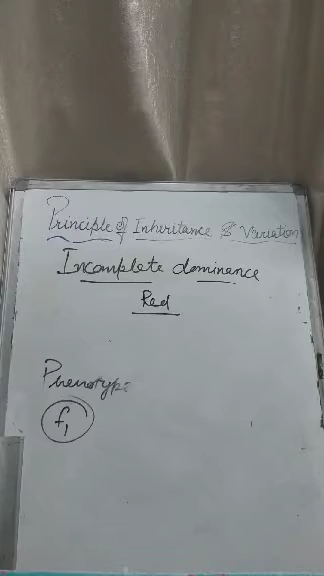 Principle of Inheritance & Variation
Incomplete dominance
Red
Phenotype
f1